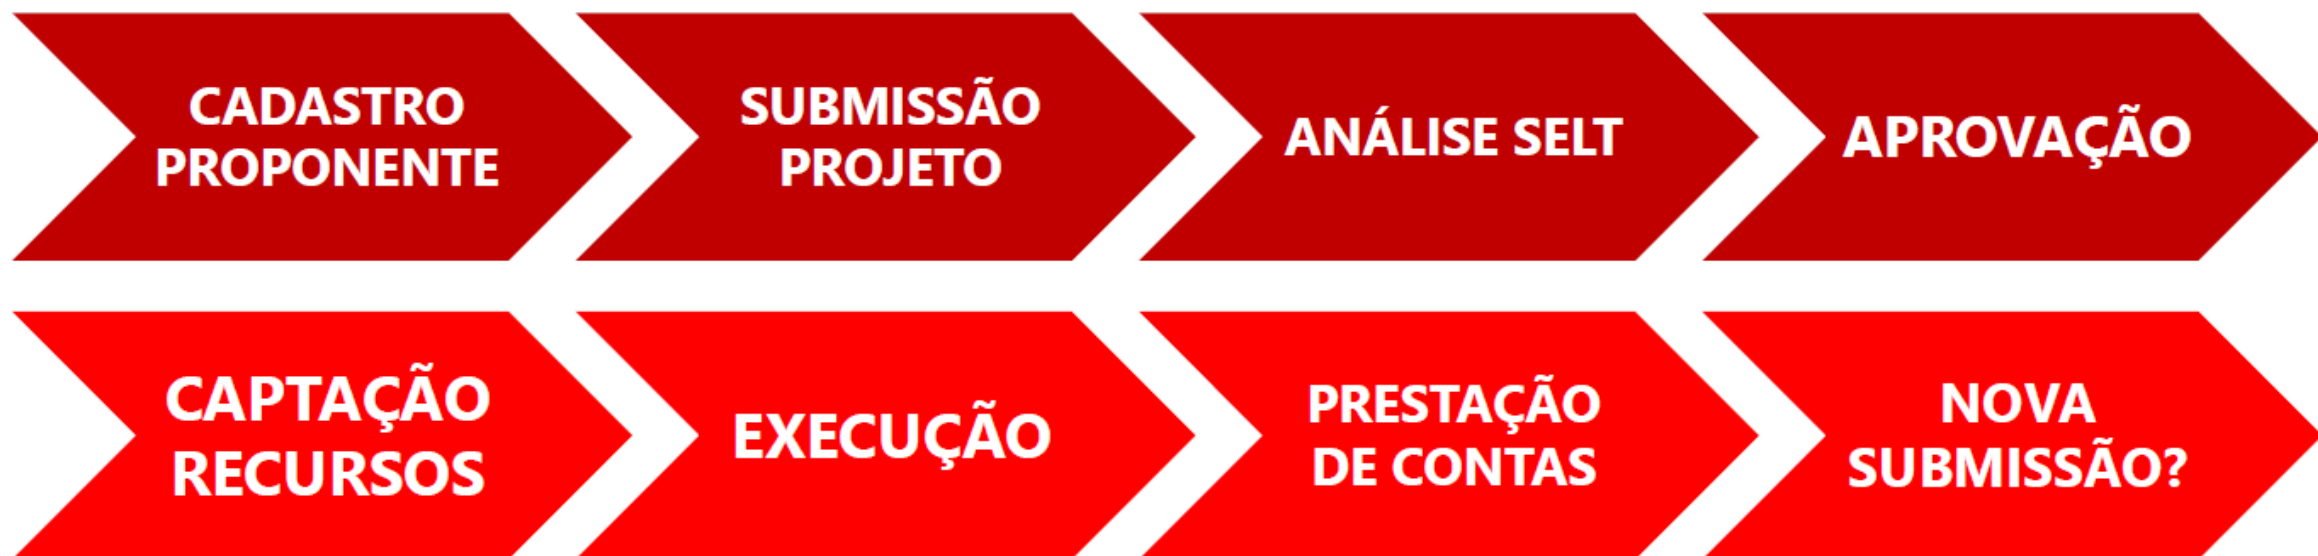 CADASTRO
PROPONENTE
SUBMISSÃO
PROJETO
ANÁLISE SELT
APROVAÇÃO
CAPTAÇÃO
RECURSOS
EXECUÇÃO
PRESTAÇÃO
DE CONTAS
NOVA
SUBMISSÃO?